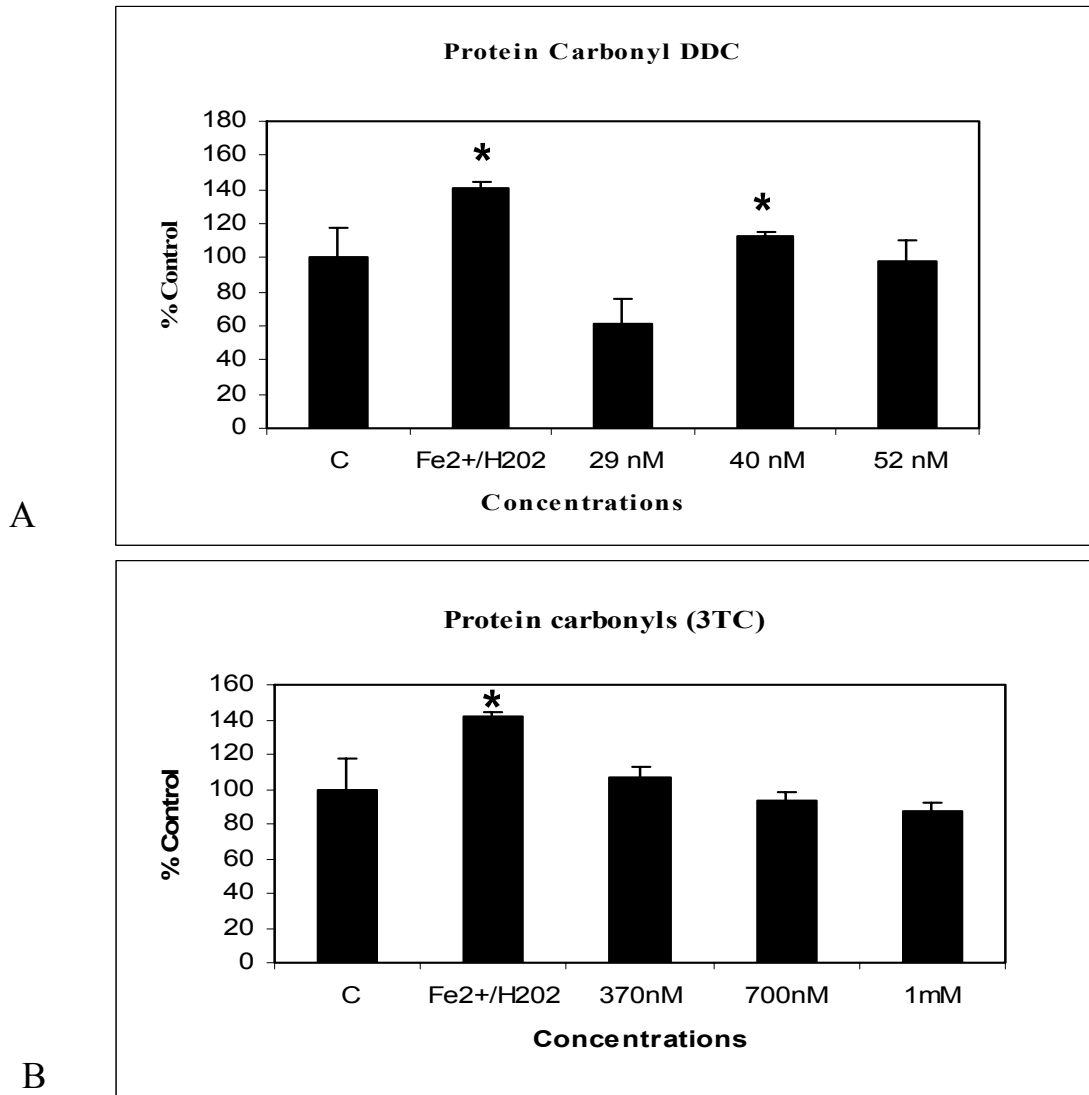 Protein Carbonyl DDC
180
160
140
120
100
80
60
40
20
0
% Control
*
*
C Fe2+/H202 29 nM 40 nM 52 nM
Concentrations
A
Protein carbonyls (3TC)
160
140
120
100
80
60
40
20
0
% Control
*
C Fe2+/H202 370nM 700nM 1mM
Concentrations
B